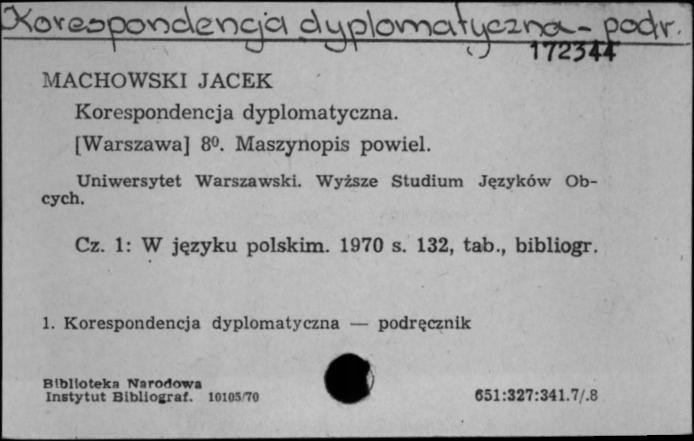 Korespondencja dyplomatyczna - podr.
172344
MACHOWSKI JACEK
Korespondencja dyplomatyczna.
[Warszawa] 8⁰. Maszynopis powiel.
Uniwersytet Warszawski. Wyższe Studium Języków Ob-
cych.
Cz. 1: W języku polskim. 1970 s. 132, tab., bibliogr.
1. Korespondencja dyplomatyczna — podręcznik
Biblioteka Narodowa
Instytut Bibliograf. 10105/70
651:327:341.7/.8